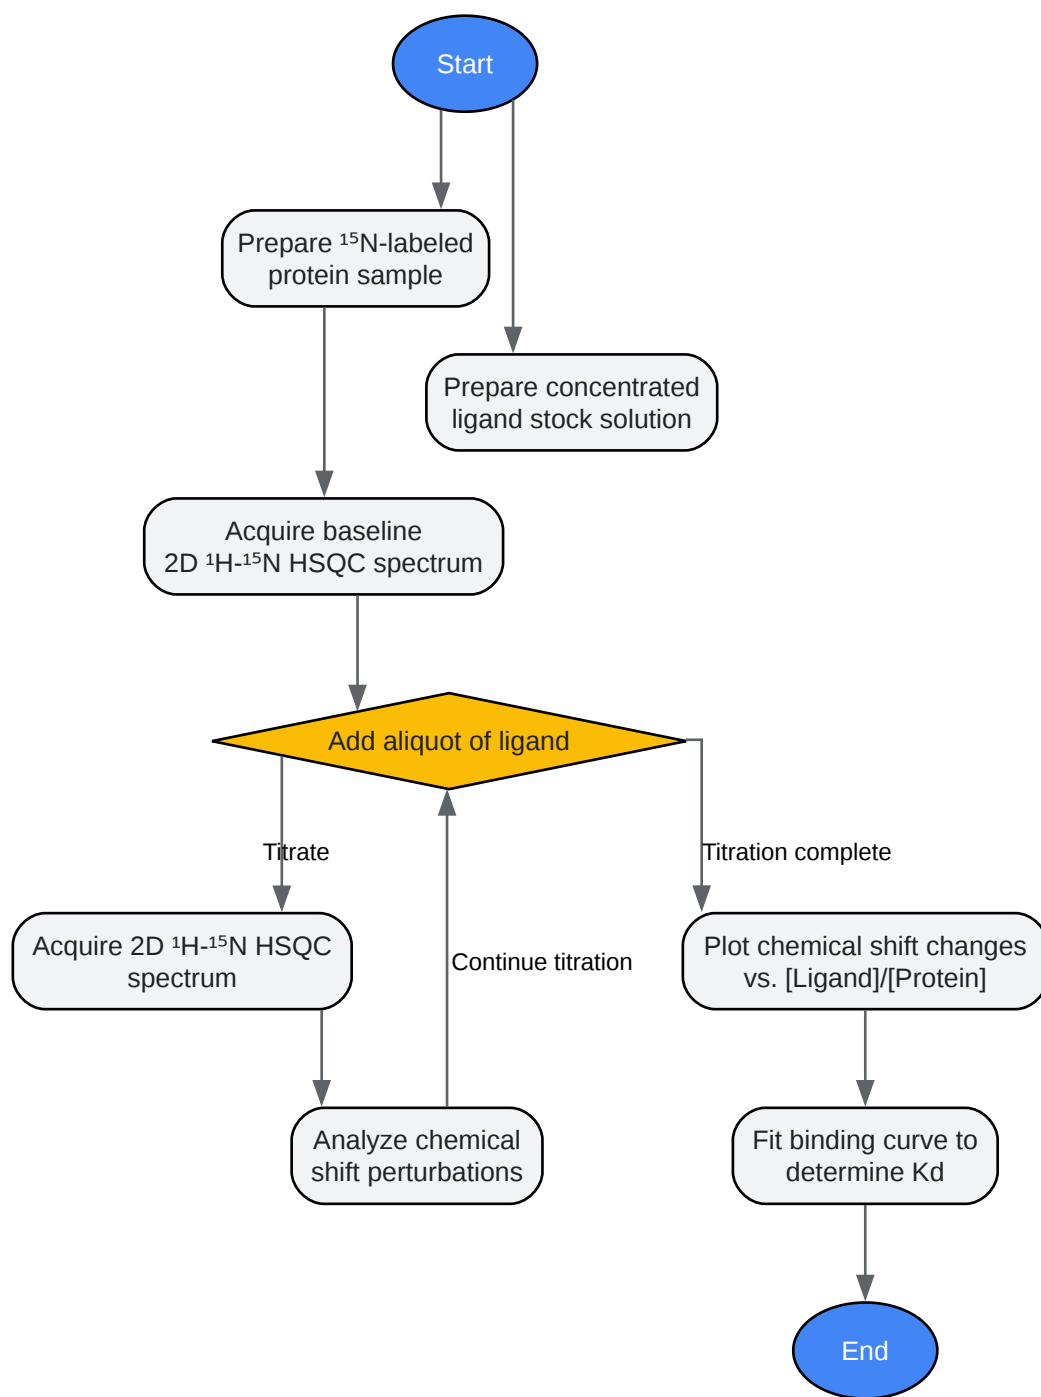 Start
Prepare ¹⁵N-labeled
protein sample
Prepare concentrated
ligand stock solution
Acquire baseline
2D ¹H-¹⁵N HSQC spectrum
Add aliquot of ligand
Titrate
Titration complete
Acquire 2D ¹H-¹⁵N HSQC
spectrum
Continue titration
Plot chemical shift changes
vs. [Ligand]/[Protein]
Analyze chemical
shift perturbations
Fit binding curve to
determine Kd
End